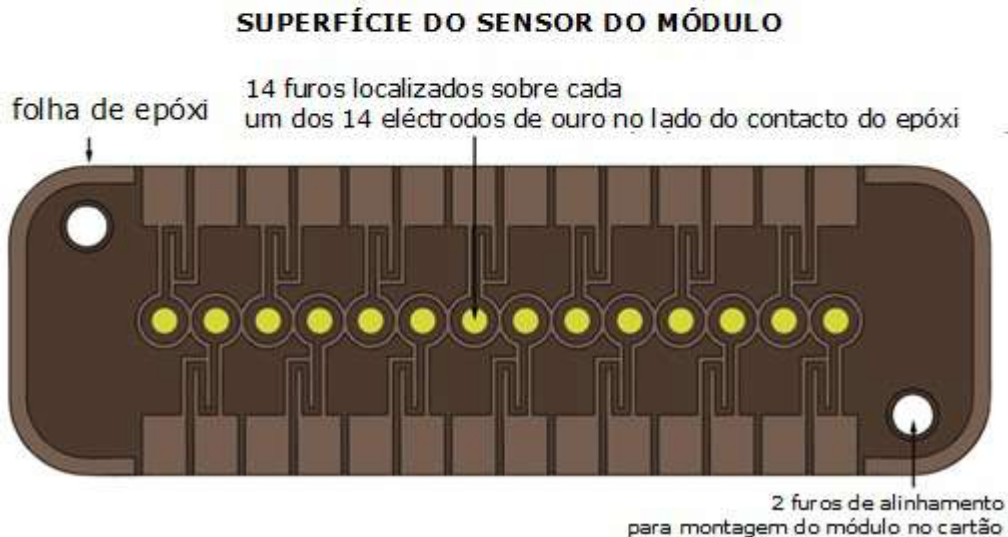 SUPERFÍCIE DO SENSOR DO MÓDULO
14 furos localizados sobre cada
um dos 14 eléctrodos de ouro no lado do contacto do epóxi
folha de epóxi
2 furos de alinhamento
para montagem do módulo no cartão